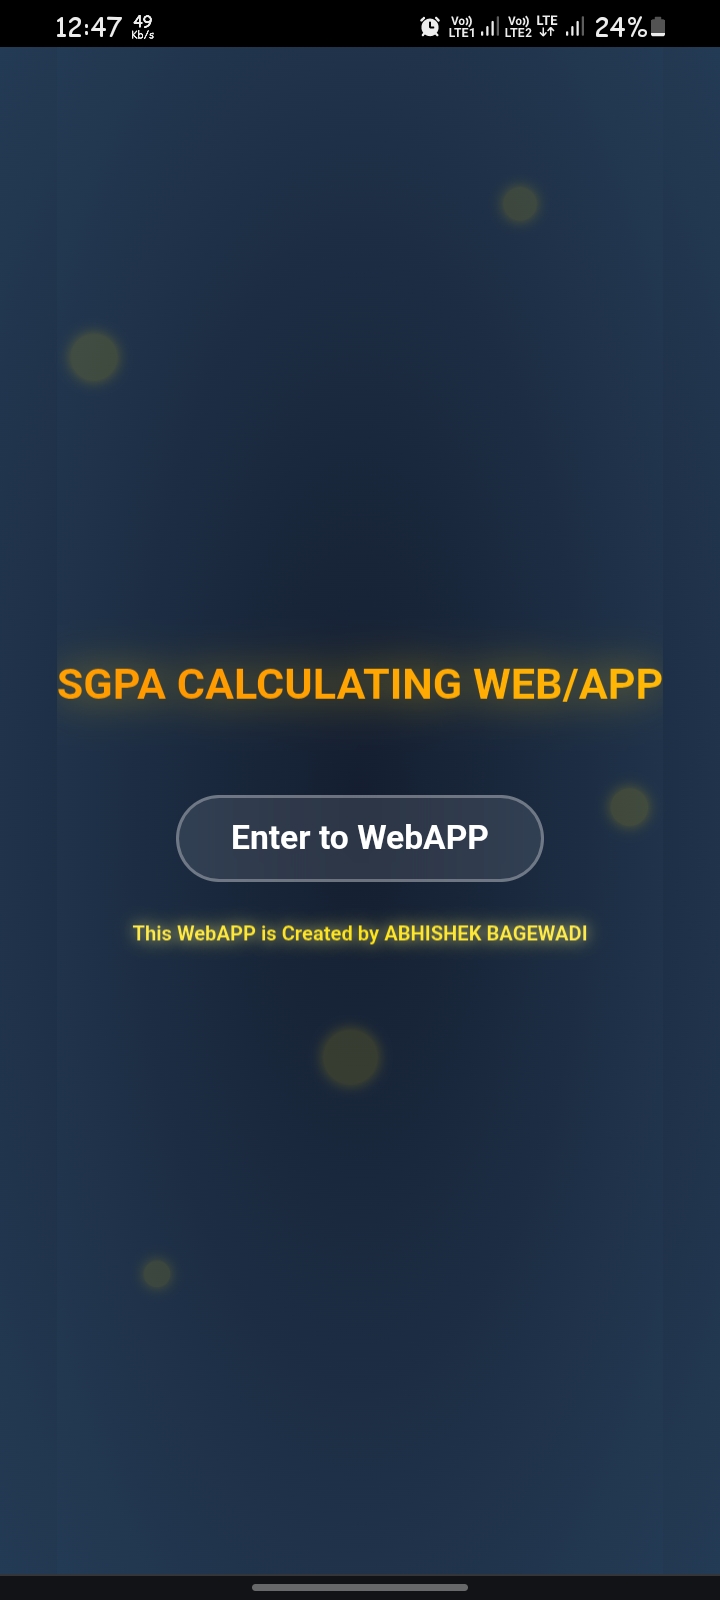 12:47 49 Kb/s Vo)) LTE1 Vo)) LTE2 LTE 24%
SGPA CALCULATING WEB/APP
Enter to WebAPP
This WebAPP is Created by ABHISHEK BAGEWADI